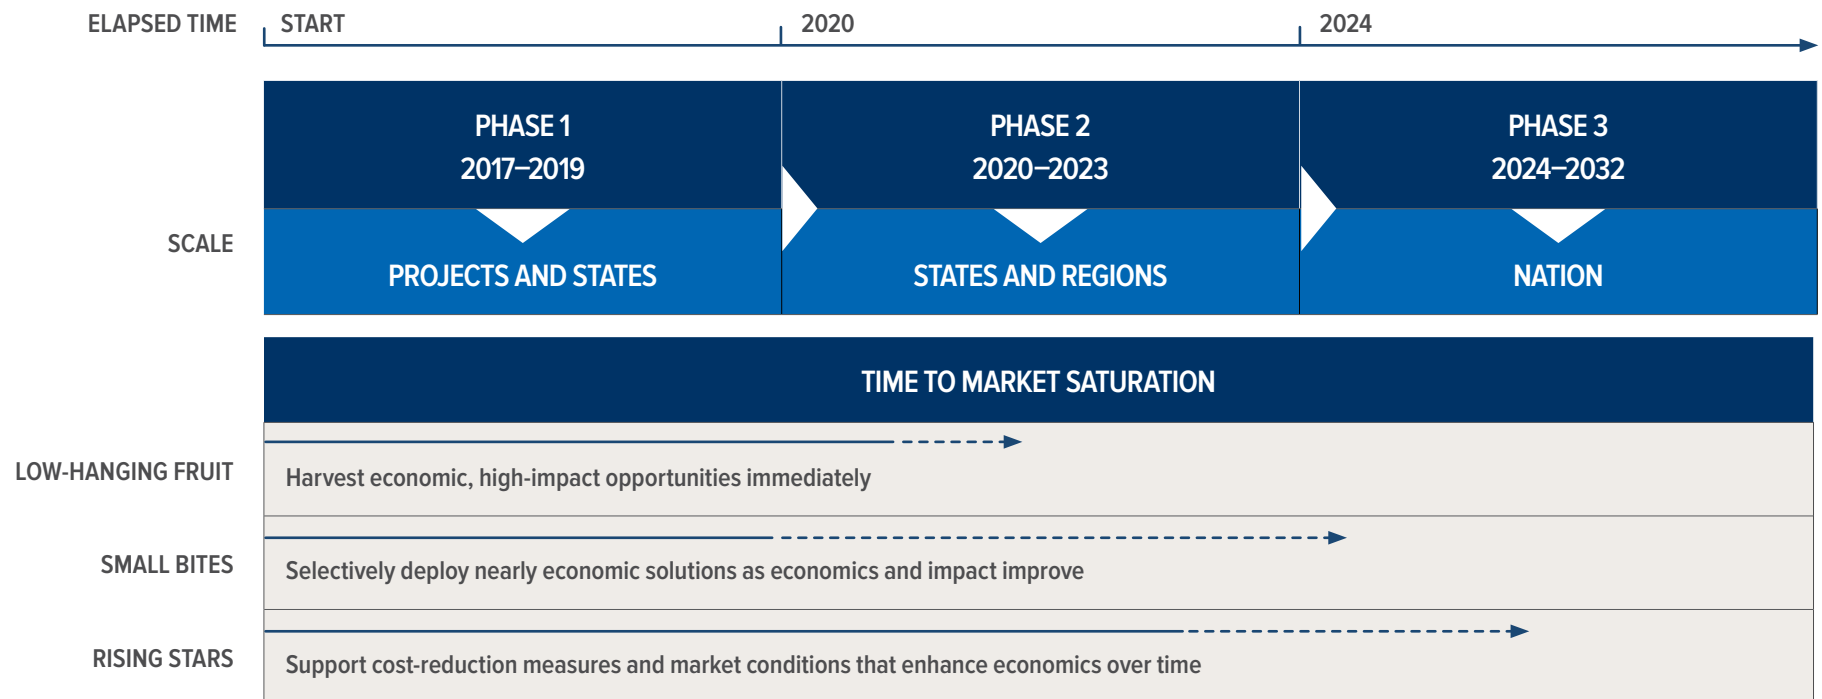 ELAPSED TIME START 2020 2024
PHASE 1 PHASE 2 PHASE 3
2017–2019 2020–2023 2024–2032
SCALE
PROJECTS AND STATES STATES AND REGIONS NATION
TIME TO MARKET SATURATION
LOW-HANGING FRUIT
Harvest economic, high-impact opportunities immediately
SMALL BITES
Selectively deploy nearly economic solutions as economics and impact improve
RISING STARS
Support cost-reduction measures and market conditions that enhance economics over time